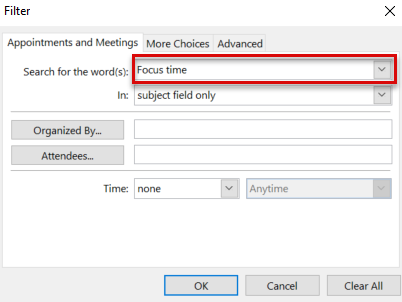 Filter
Appointments and Meetings More Choices Advanced
Search for the word(s): Focus time
In: subject field only
Organized By...
Attendees...
Time: none Anytime
OK Cancel Clear All